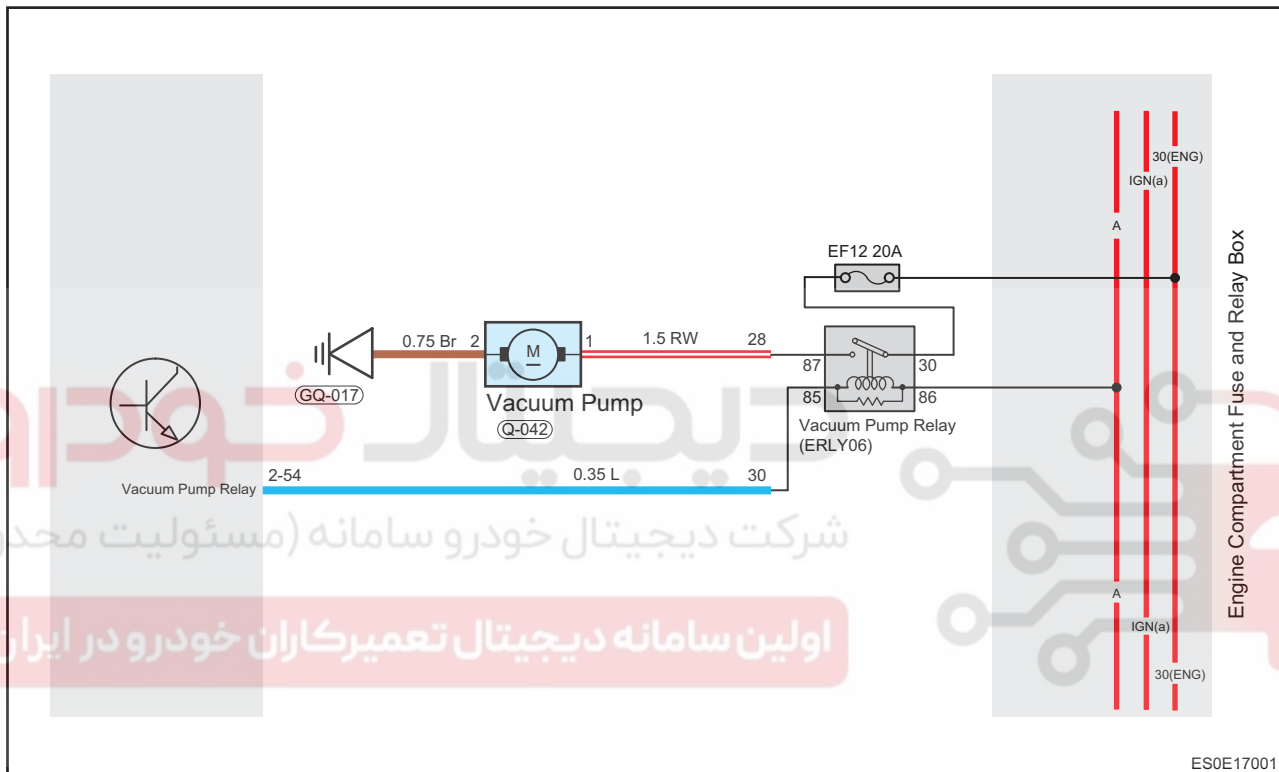 30(ENG)
IGN(a)
A
EF12 20A
Engine Compartment Fuse and Relay Box
0.75 Br
2
M
1
1.5 RW
28
87
30
GQ-017
Vacuum Pump
Q-042
85
86
Vacuum Pump Relay
(ERLY06)
دیجیتال خودرو
2-54
0.35 L
30
Vacuum Pump Relay
شرکت دیجیتال خودرو سامانه (مسئولیت
A
IGN(a)
اولین سامانه دیجیتال تعمیرکاران خودرو در ایران
30(ENG)
ES0E17001